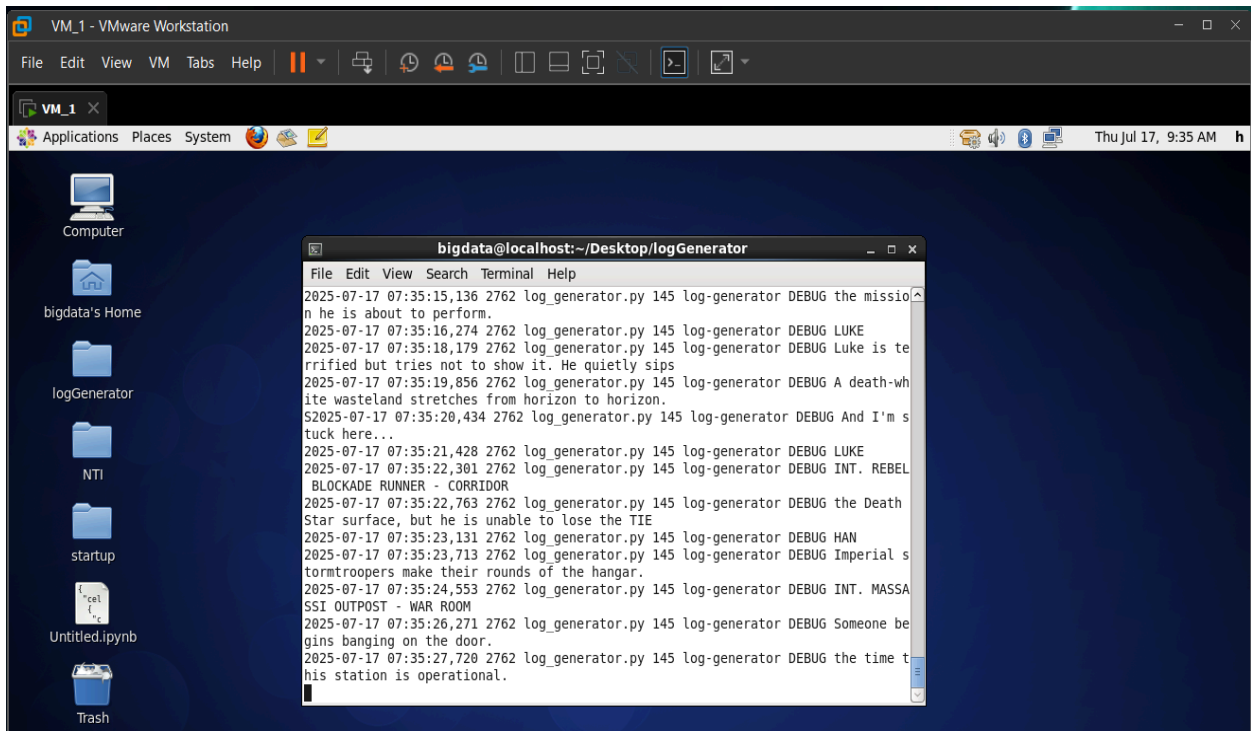 VM_1 - VMware Workstation
File Edit View VM Tabs Help
VM_1
Applications Places System
Thu Jul 17, 9:35 AM h
Computer
bigdata's Home
logGenerator
NTI
startup
{
"cel
{
"c
Untitled.ipynb
Trash
bigdata@localhost:~/Desktop/logGenerator
File Edit View Search Terminal Help
2025-07-17 07:35:15,136 2762 log_generator.py 145 log-generator DEBUG the missio
n he is about to perform.
2025-07-17 07:35:16,274 2762 log_generator.py 145 log-generator DEBUG LUKE
2025-07-17 07:35:18,179 2762 log_generator.py 145 log-generator DEBUG Luke is te
rrified but tries not to show it. He quietly sips
2025-07-17 07:35:19,856 2762 log_generator.py 145 log-generator DEBUG A death-wh
ite wasteland stretches from horizon to horizon.
S2025-07-17 07:35:20,434 2762 log_generator.py 145 log-generator DEBUG And I'm s
tuck here...
2025-07-17 07:35:21,428 2762 log_generator.py 145 log-generator DEBUG LUKE
2025-07-17 07:35:22,301 2762 log_generator.py 145 log-generator DEBUG INT. REBEL
BLOCKADE RUNNER - CORRIDOR
2025-07-17 07:35:22,763 2762 log_generator.py 145 log-generator DEBUG the Death
Star surface, but he is unable to lose the TIE
2025-07-17 07:35:23,131 2762 log_generator.py 145 log-generator DEBUG HAN
2025-07-17 07:35:23,713 2762 log_generator.py 145 log-generator DEBUG Imperial s
tormtroopers make their rounds of the hangar.
2025-07-17 07:35:24,553 2762 log_generator.py 145 log-generator DEBUG INT. MASSA
SSI OUTPOST - WAR ROOM
2025-07-17 07:35:26,271 2762 log_generator.py 145 log-generator DEBUG Someone be
gins banging on the door.
2025-07-17 07:35:27,720 2762 log_generator.py 145 log-generator DEBUG the time t
his station is operational.